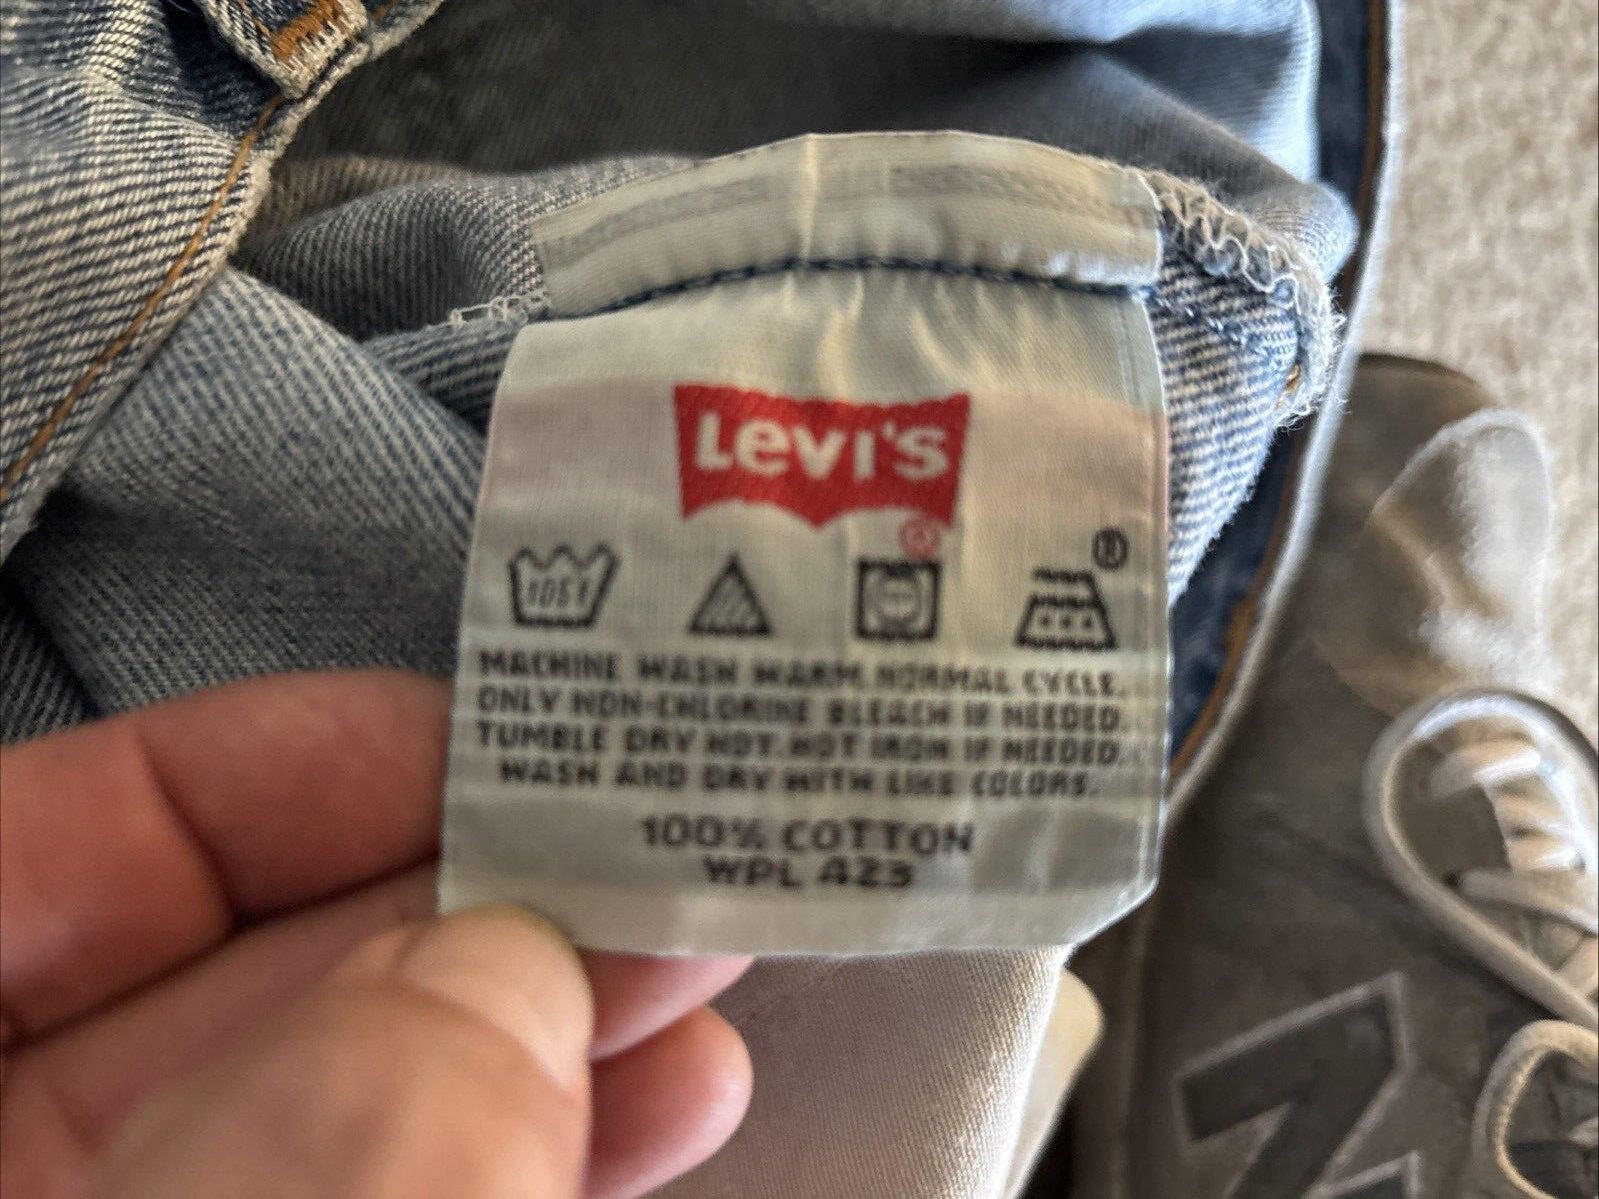 Levi's
®
®
105F
MACHINE WASH WARM. NORMAL CYCLE.
ONLY NON-CHLORINE BLEACH IF NEEDED.
TUMBLE DRY HOT. HOT IRON IF NEEDED.
WASH AND DRY WITH LIKE COLORS.
100% COTTON
WPL 423
N